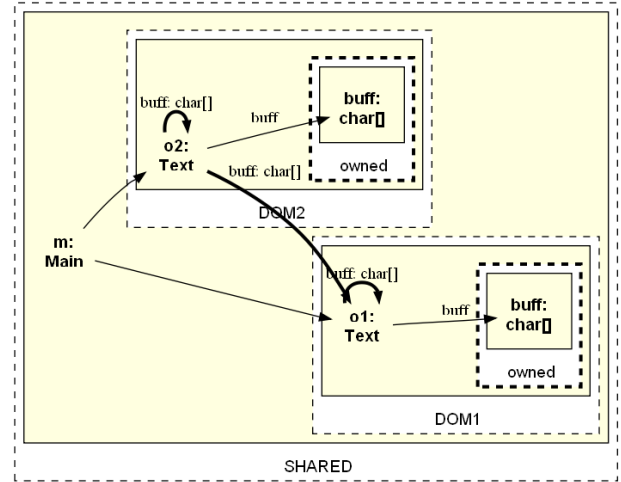 buff: char[]
o2:
Text
buff
buff:
char[]
owned
buff: char[]
DOM2
m:
Main
buff: char[]
o1:
Text
buff
buff:
char[]
owned
DOM1
SHARED